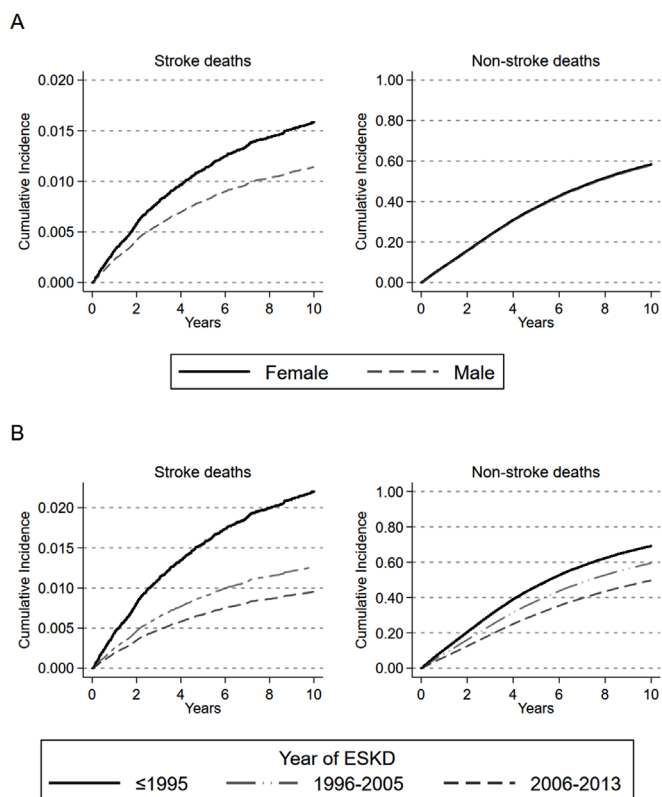 A
Stroke deaths
Cumulative Incidence
0.020
0.015
0.010
0.005
0.000
0 2 4 6 8 10
Years
Non-stroke deaths
Cumulative Incidence
1.00
0.80
0.60
0.40
0.20
0.00
0 2 4 6 8 10
Years
Female Male
B
Stroke deaths
Cumulative Incidence
0.020
0.015
0.010
0.005
0.000
0 2 4 6 8 10
Years
Non-stroke deaths
Cumulative Incidence
1.00
0.80
0.60
0.40
0.20
0.00
0 2 4 6 8 10
Years
Year of ESKD
≤1995 1996-2005 2006-2013